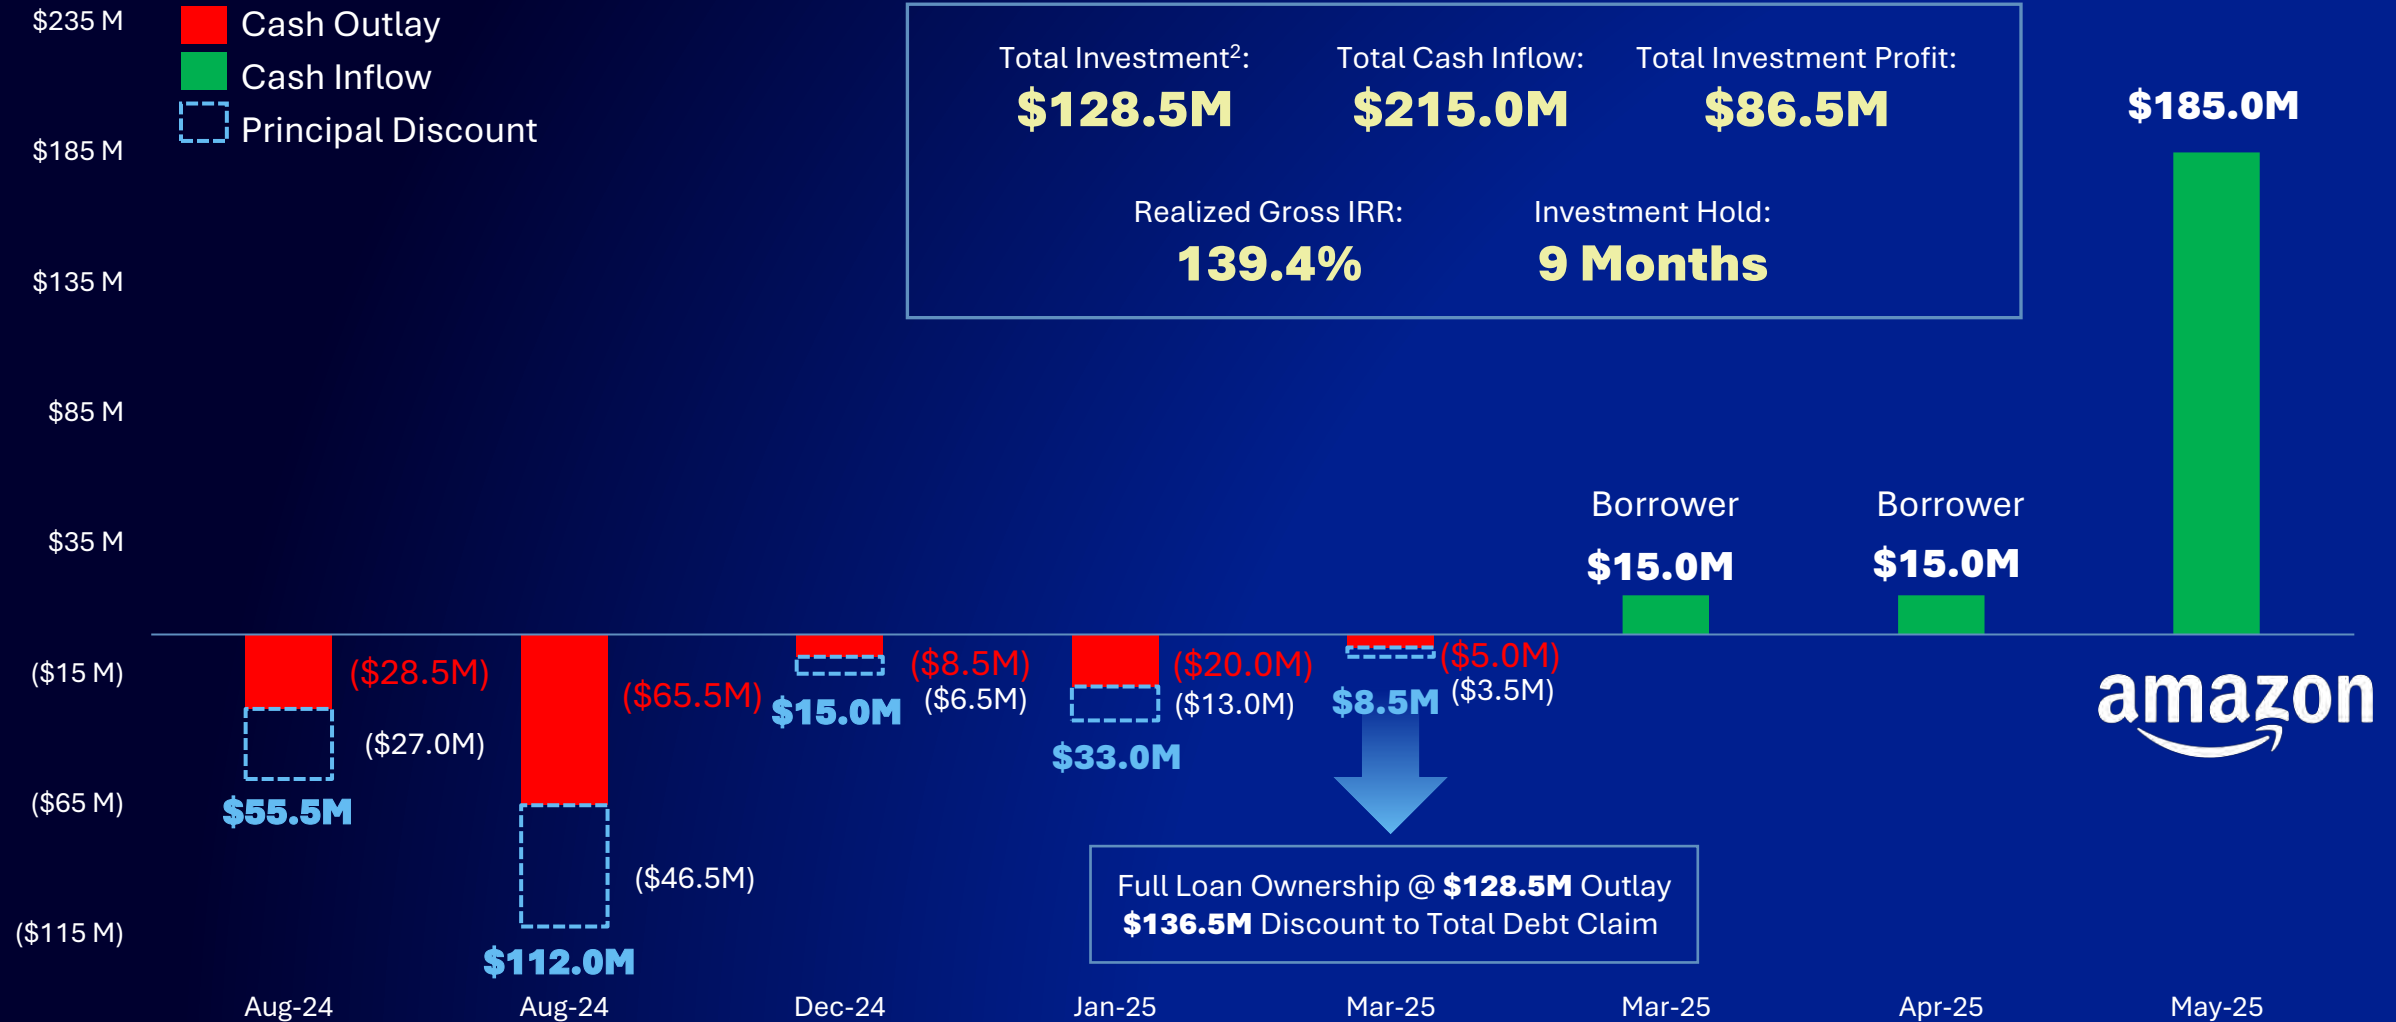 $235 M
$185 M
$135 M
$85 M
$35 M
($15 M)
($65 M)
($115 M)
Cash Outlay
Cash Inflow
Principal Discount
Total Investment²:
$128.5M
Total Cash Inflow:
$215.0M
Total Investment Profit:
$86.5M
Realized Gross IRR:
139.4%
Investment Hold:
9 Months
($28.5M)
($27.0M)
$55.5M
($65.5M)
($46.5M)
$112.0M
($8.5M)
($6.5M)
$15.0M
($20.0M)
($13.0M)
$33.0M
($5.0M)
($3.5M)
$8.5M
Borrower
$15.0M
Borrower
$15.0M
$185.0M
amazon
Full Loan Ownership @ $128.5M Outlay
$136.5M Discount to Total Debt Claim
Aug-24
Aug-24
Dec-24
Jan-25
Mar-25
Mar-25
Apr-25
May-25